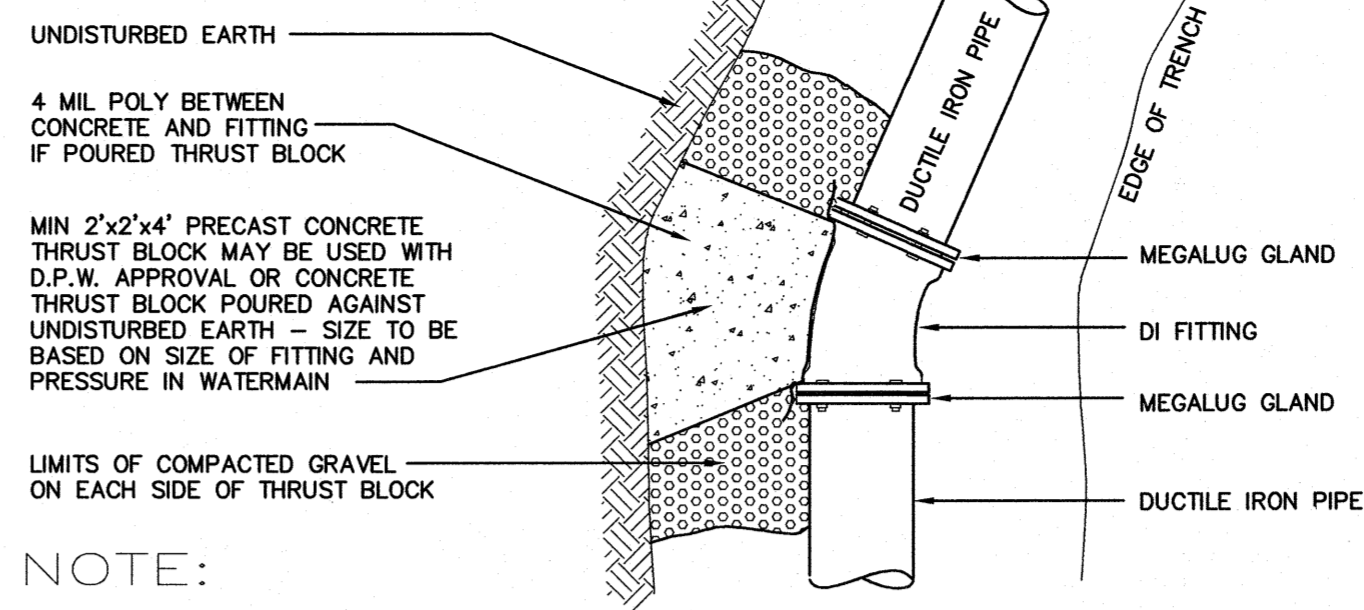 UNDISTURBED EARTH
4 MIL POLY BETWEEN
CONCRETE AND FITTING
IF POURED THRUST BLOCK
MIN 2'x2'x4' PRECAST CONCRETE
THRUST BLOCK MAY BE USED WITH
D.P.W. APPROVAL OR CONCRETE
THRUST BLOCK POURED AGAINST
UNDISTURBED EARTH – SIZE TO BE
BASED ON SIZE OF FITTING AND
PRESSURE IN WATERMAIN
LIMITS OF COMPACTED GRAVEL
ON EACH SIDE OF THRUST BLOCK
NOTE:
DUCTILE IRON PIPE
EDGE OF TRENCH
MEGALUG GLAND
DI FITTING
MEGALUG GLAND
DUCTILE IRON PIPE